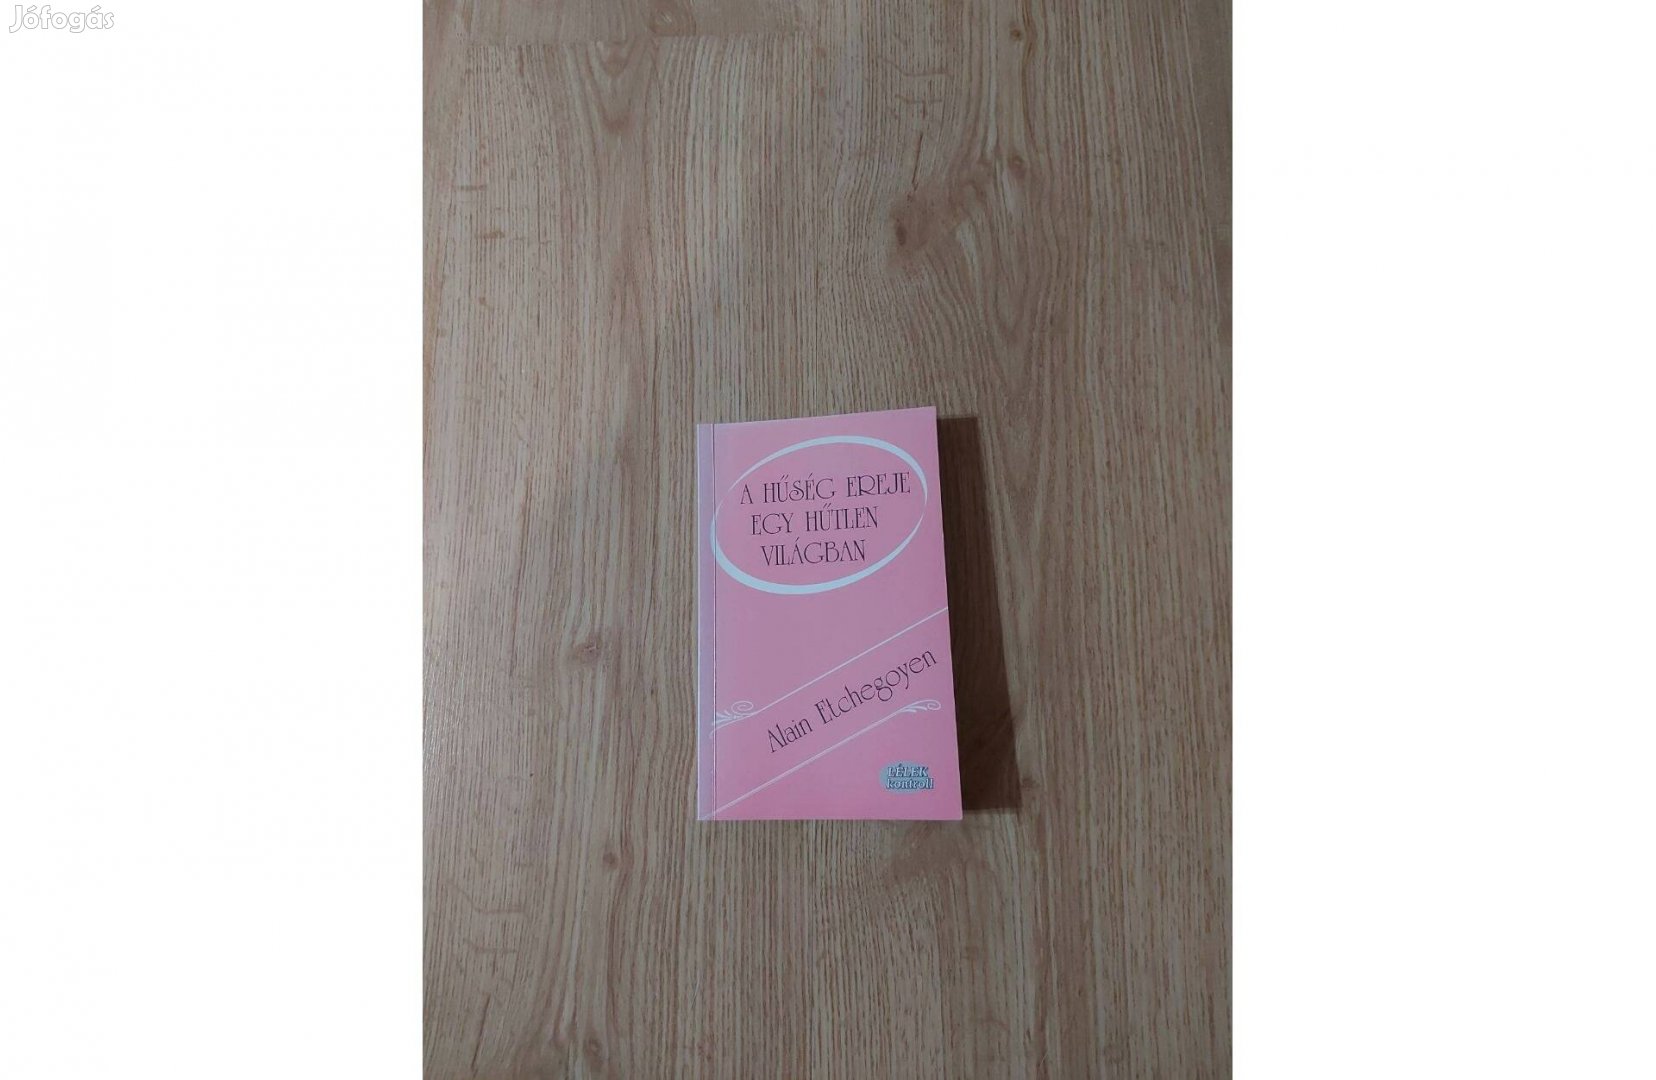 Jófogás
A HŰSÉG EREJE
EGY HŰTLEN
VILÁGBAN
Alain Etchegoyen
LÉLEK
kontroll